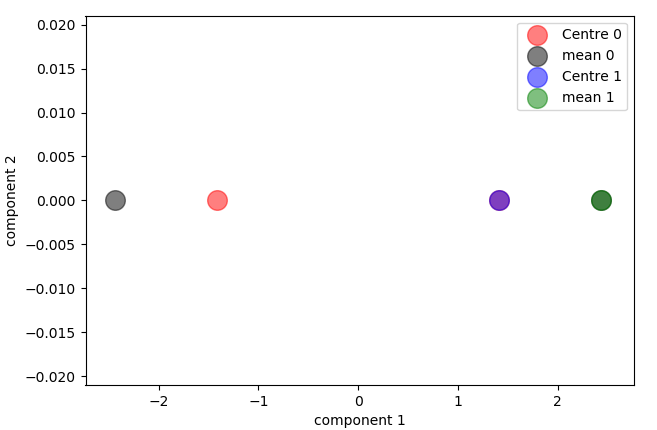 0.020
0.015
0.010
0.005
0.000
−0.005
−0.010
−0.015
−0.020
component 2
Centre 0
mean 0
Centre 1
mean 1
−2
−1
0
1
2
component 1